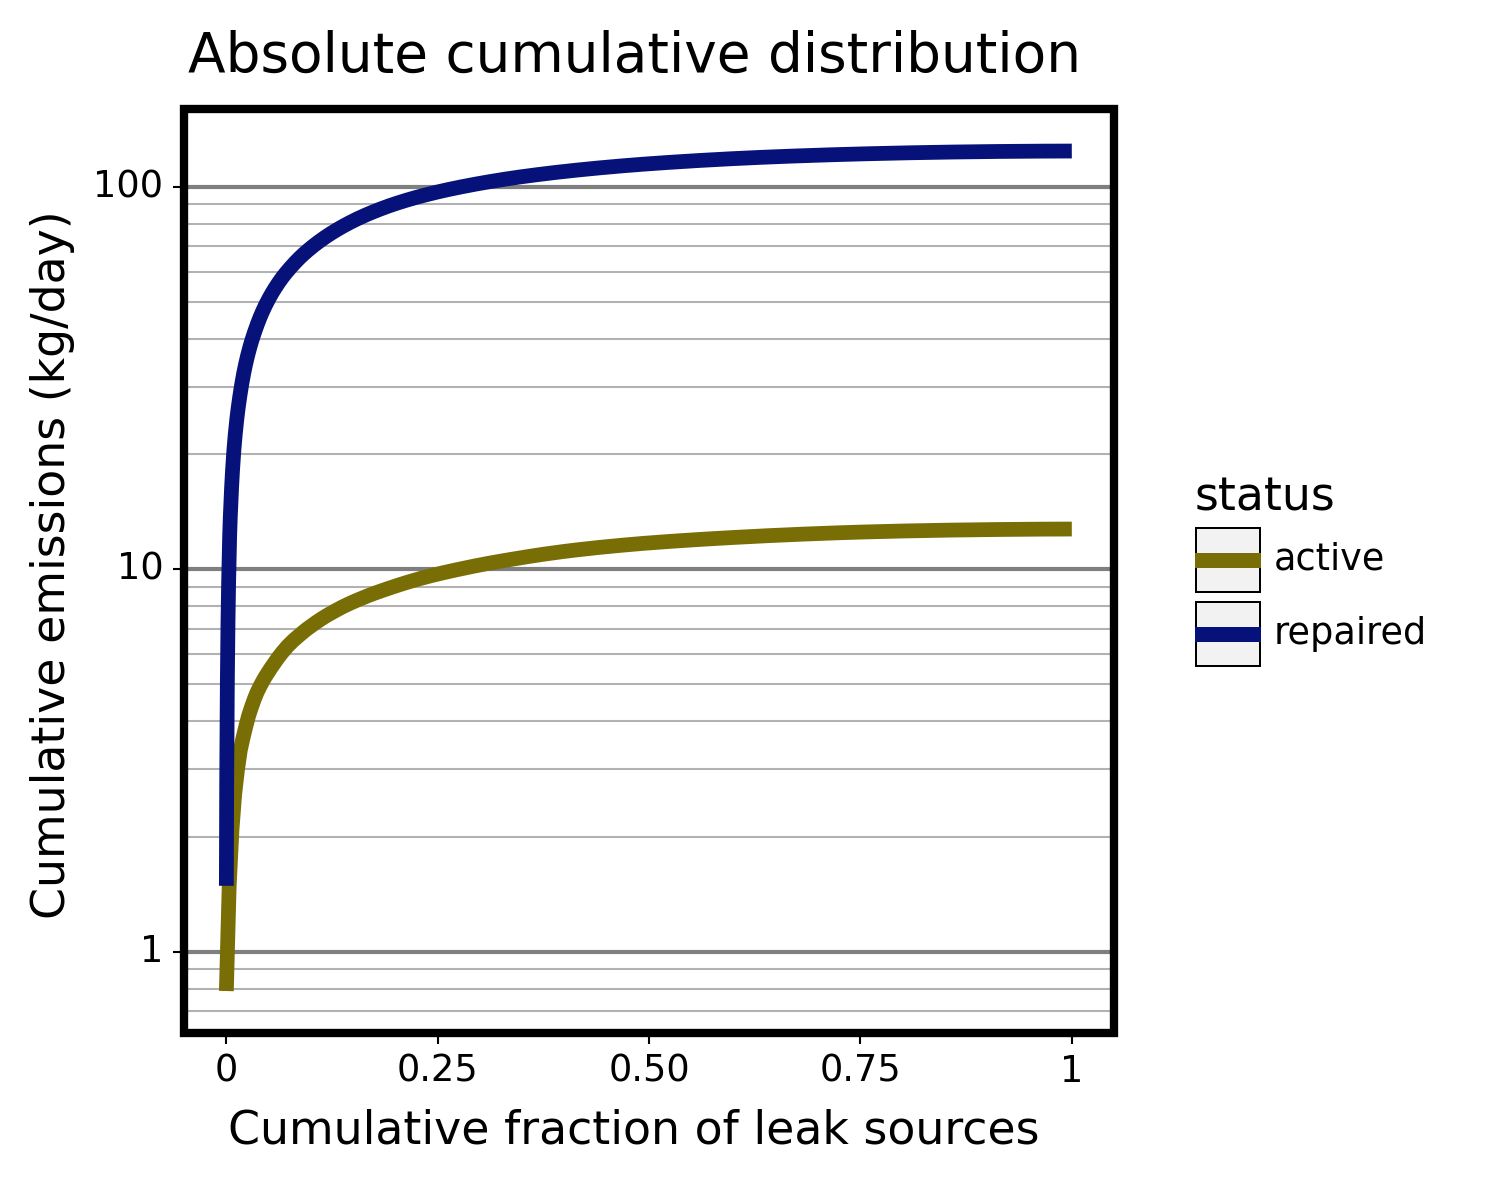 Absolute cumulative distribution
Cumulative emissions (kg/day)
100
10
1
0
0.25
0.50
0.75
1
Cumulative fraction of leak sources
status
active
repaired